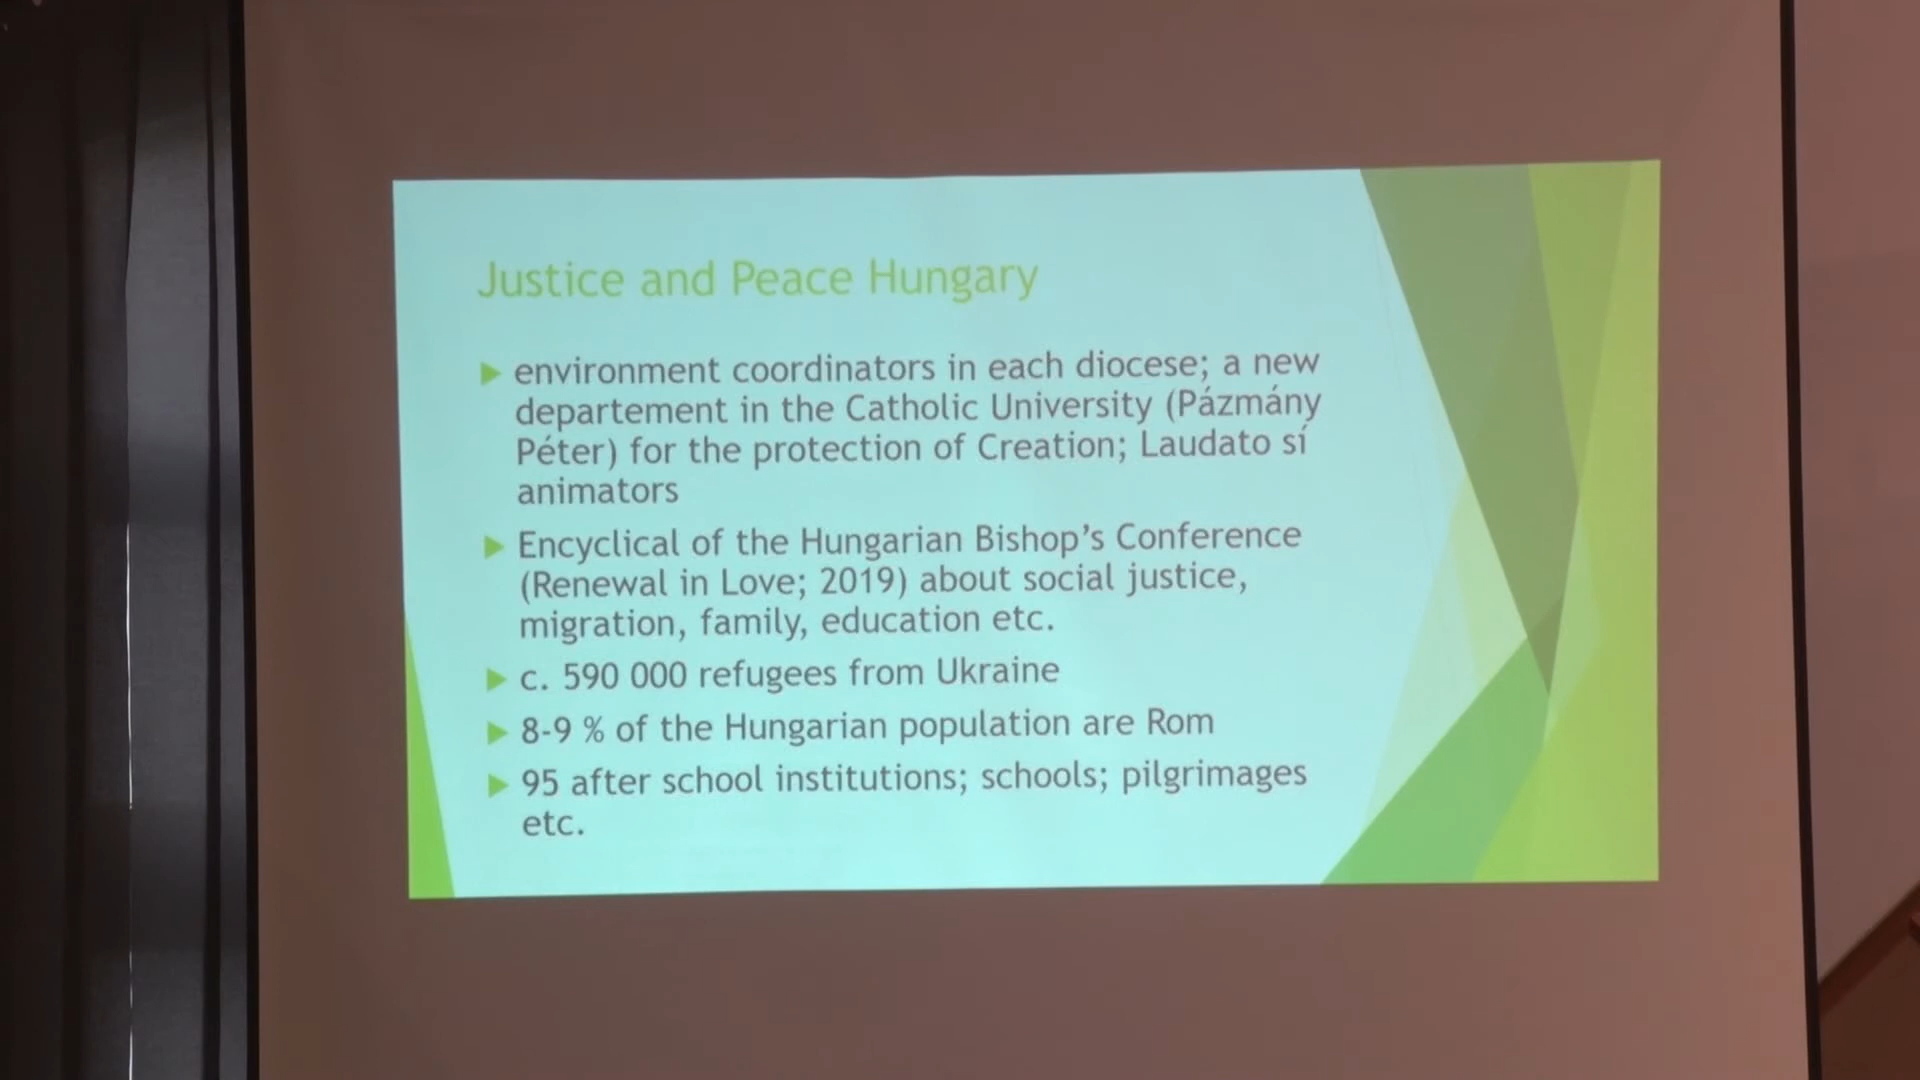 Justice and Peace Hungary
environment coordinators in each diocese; a new
departement in the Catholic University (Pázmány
Péter) for the protection of Creation; Laudato sí
animators
Encyclical of the Hungarian Bishop's Conference
(Renewal in Love; 2019) about social justice,
migration, family, education etc.
c. 590 000 refugees from Ukraine
8-9 % of the Hungarian population are Rom
95 after school institutions; schools; pilgrimages
etc.